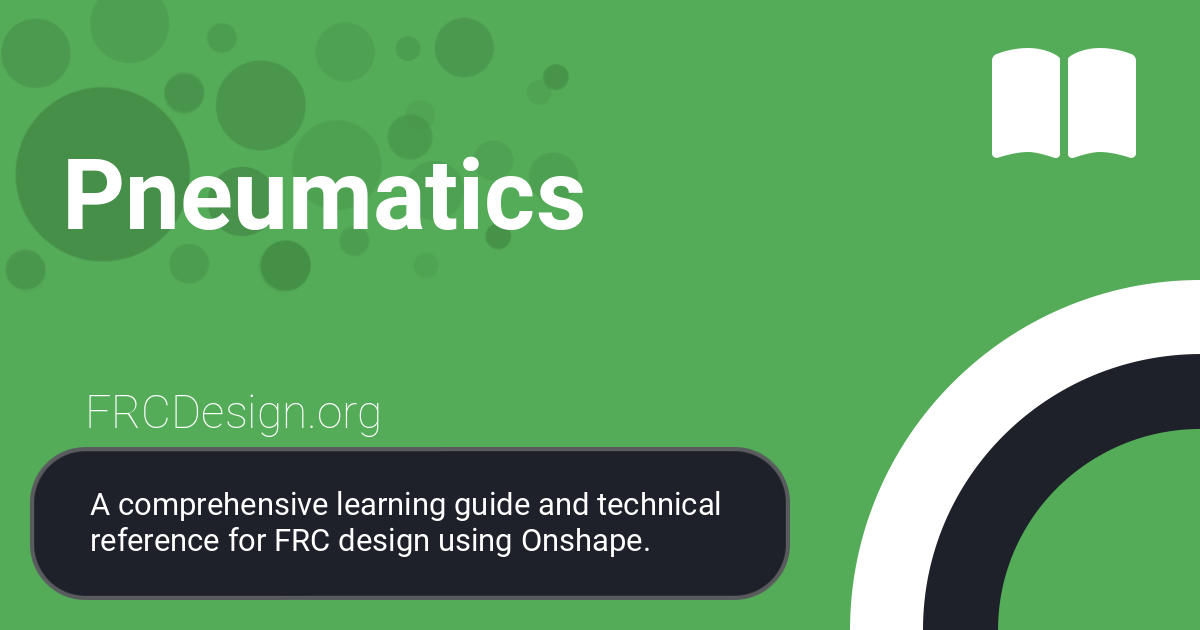 Pneumatics
FRCDesign.org
A comprehensive learning guide and technical
reference for FRC design using Onshape.